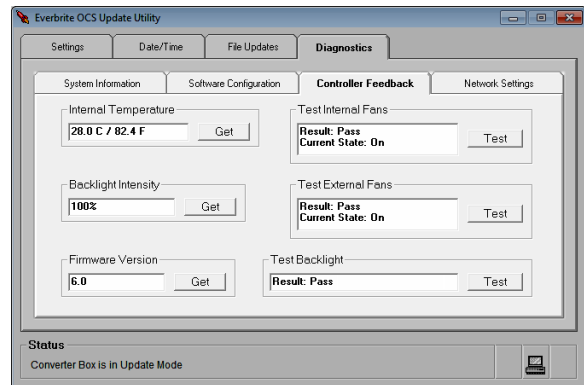 Everbrite OCS Update Utility
Settings
Date/Time
File Updates
Diagnostics
System Information
Software Configuration
Controller Feedback
Network Settings
Internal Temperature
28.0 C / 82.4 F
Get
Test Internal Fans
Result: Pass
Current State: On
Test
Backlight Intensity
100%
Get
Test External Fans
Result: Pass
Current State: On
Test
Firmware Version
6.0
Get
Test Backlight
Result: Pass
Test
Status
Converter Box is in Update Mode